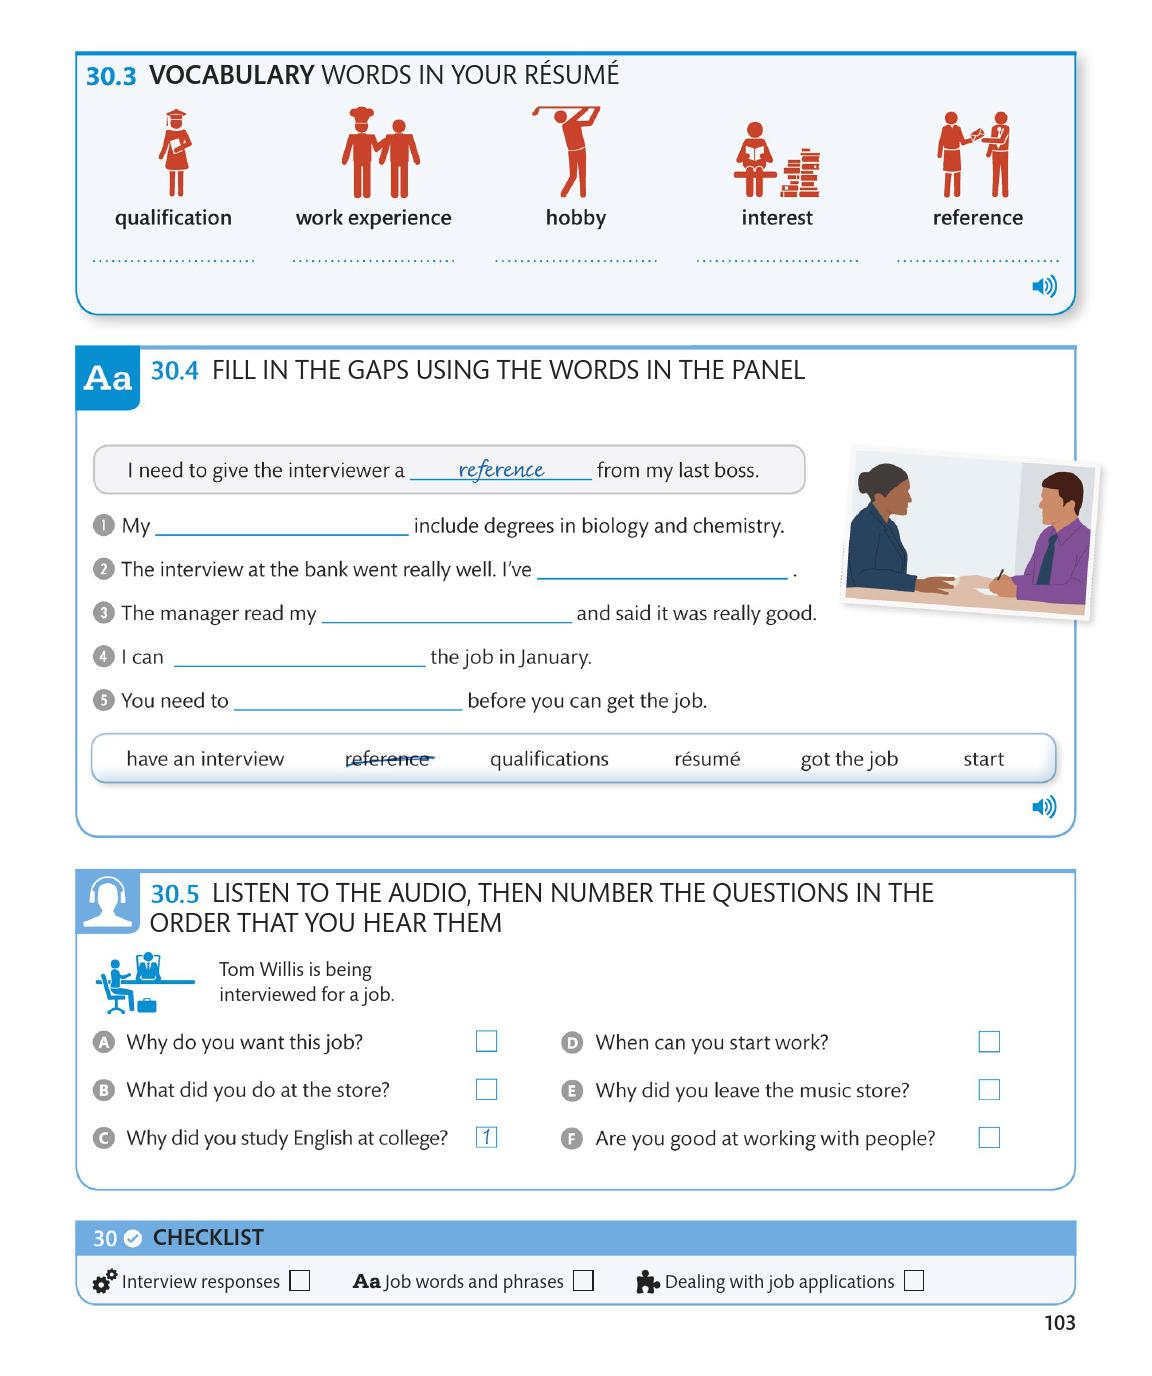 30.3 VOCABULARY WORDS IN YOUR RÉSUMÉ
qualification work experience hobby interest reference
Aa 30.4 FILL IN THE GAPS USING THE WORDS IN THE PANEL
I need to give the interviewer a reference from my last boss.
1 My include degrees in biology and chemistry.
2 The interview at the bank went really well. I’ve .
3 The manager read my and said it was really good.
4 I can the job in January.
5 You need to before you can get the job.
have an interview reference qualifications résumé got the job start
30.5 LISTEN TO THE AUDIO, THEN NUMBER THE QUESTIONS IN THE
ORDER THAT YOU HEAR THEM
Tom Willis is being
interviewed for a job.
A Why do you want this job?
B What did you do at the store?
C Why did you study English at college? 1
D When can you start work?
E Why did you leave the music store?
F Are you good at working with people?
30 CHECKLIST
Interview responses Aa Job words and phrases Dealing with job applications
103